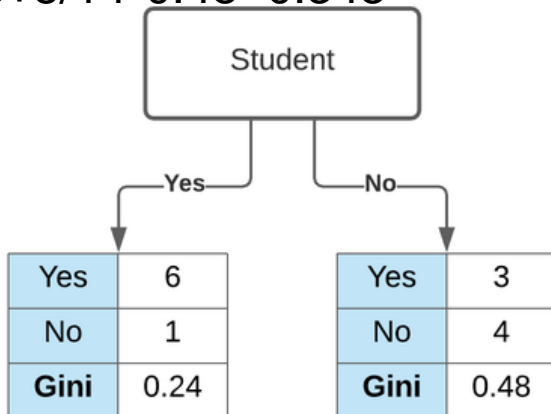 Student
Yes
No
Yes 6
No 1
Gini 0.24
Yes 3
No 4
Gini 0.48